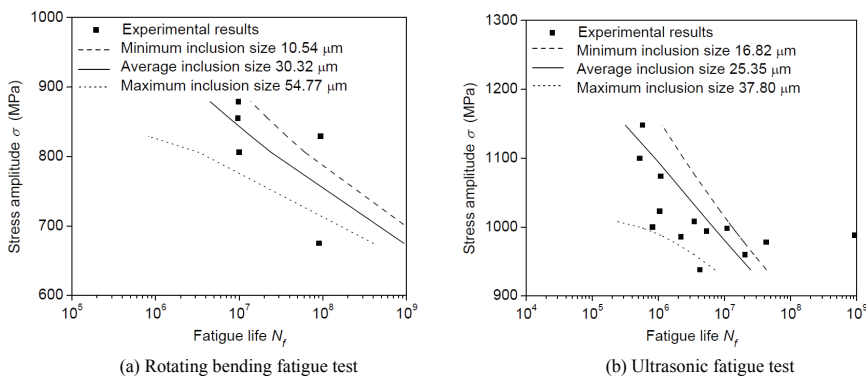 Experimental results
Minimum inclusion size 10.54 μm
Average inclusion size 30.32 μm
Maximum inclusion size 54.77 μm
1000
900
800
700
600
Stress amplitude σ (MPa)
10^5
10^6
10^7
10^8
10^9
Fatigue life N_f
(a) Rotating bending fatigue test
Experimental results
Minimum inclusion size 16.82 μm
Average inclusion size 25.35 μm
Maximum inclusion size 37.80 μm
1300
1200
1100
1000
900
Stress amplitude σ (MPa)
10^4
10^5
10^6
10^7
10^8
10^9
Fatigue life N_f
(b) Ultrasonic fatigue test